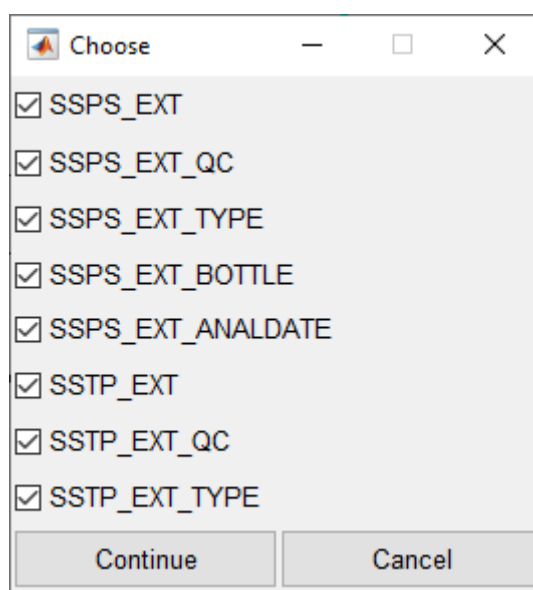 Choose
SSPS_EXT
SSPS_EXT_QC
SSPS_EXT_TYPE
SSPS_EXT_BOTTLE
SSPS_EXT_ANALDATE
SSTP_EXT
SSTP_EXT_QC
SSTP_EXT_TYPE
Continue Cancel